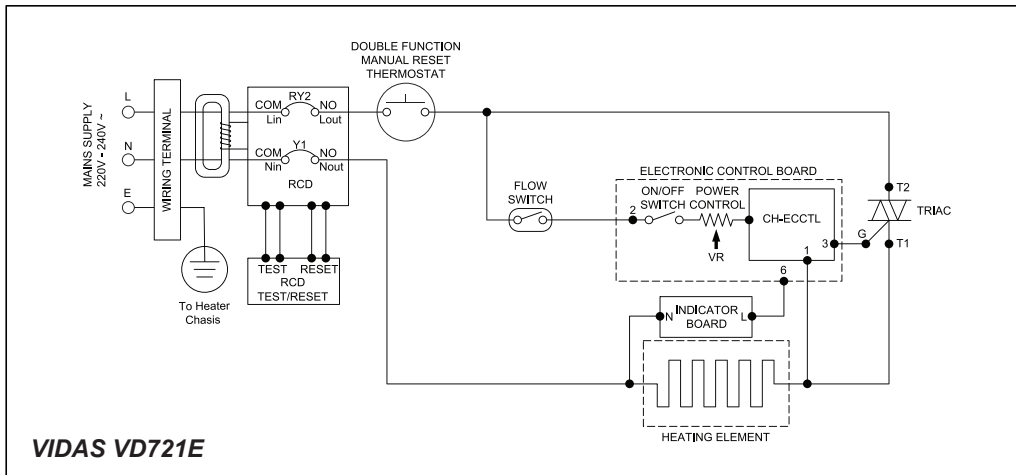 DOUBLE FUNCTION
MANUAL RESET
THERMOSTAT
MAINS SUPPLY
220V - 240V ~
L
N
E
WIRING TERMINAL
COM
RY2
NO
Lin
Lout
COM
Y1
NO
Nin
Nout
RCD
TEST
RESET
RCD
TEST/RESET
To Heater
Chasis
FLOW
SWITCH
ELECTRONIC CONTROL BOARD
ON/OFF
SWITCH
POWER
CONTROL
2
VR
CH-ECCTL
3
1
6
G
T2
TRIAC
T1
N
INDICATOR
BOARD
L
HEATING ELEMENT
VIDAS VD721E